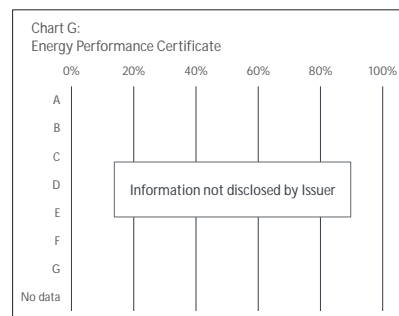 Chart G:
Energy Performance Certificate
0% 20% 40% 60% 80% 100%
A
B
C
D
Information not disclosed by Issuer
E
F
G
No data